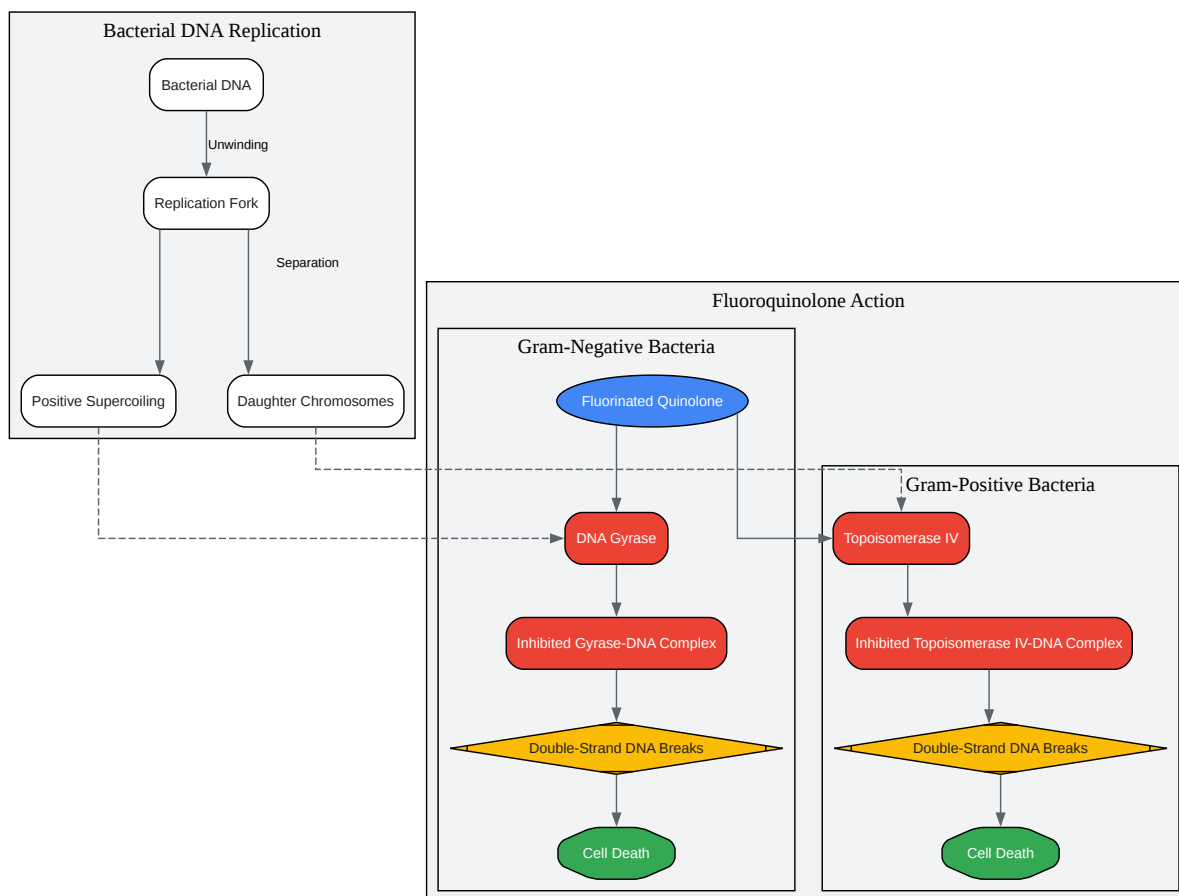 Bacterial DNA Replication
Bacterial DNA
Unwinding
Replication Fork
Separation
Positive Supercoiling
Daughter Chromosomes
Fluoroquinolone Action
Gram-Negative Bacteria
Fluorinated Quinolone
DNA Gyrase
Inhibited Gyrase-DNA Complex
Double-Strand DNA Breaks
Cell Death
Gram-Positive Bacteria
Topoisomerase IV
Inhibited Topoisomerase IV-DNA Complex
Double-Strand DNA Breaks
Cell Death